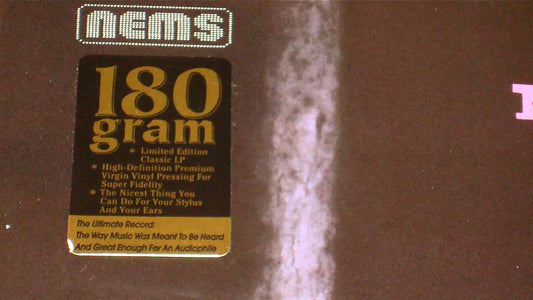 nems
180
gram
* Limited Edition
Classic LP
* High-Definition Premium
Virgin Vinyl Pressing For
Super Fidelity
* The Nicest Thing You
Can Do For Your Stylus
And Your Ears
The Ultimate Record:
The Way Music Was Meant To Be Heard
And Great Enough For An Audiophile